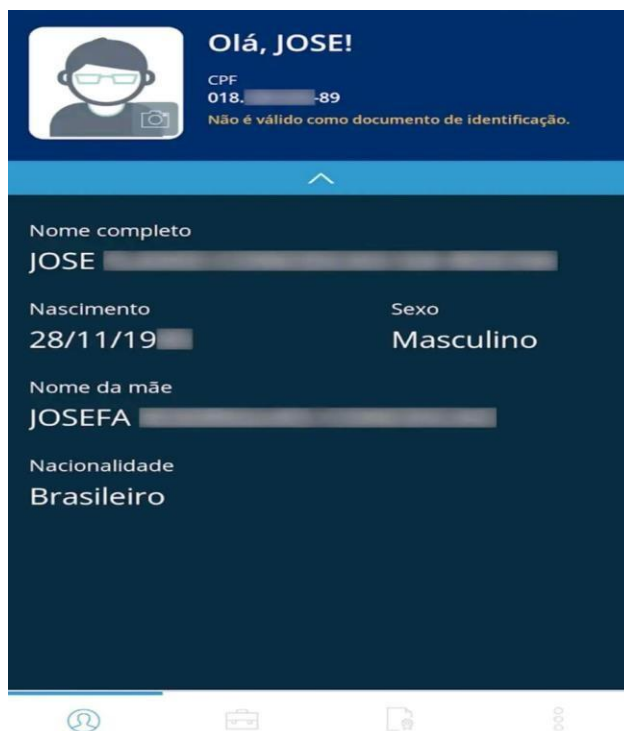 Olá, JOSE!
CPF
018. -89
Não é válido como documento de identificação.
Nome completo
JOSE
Nascimento Sexo
28/11/19 Masculino
Nome da mãe
JOSEFA
Nacionalidade
Brasileiro